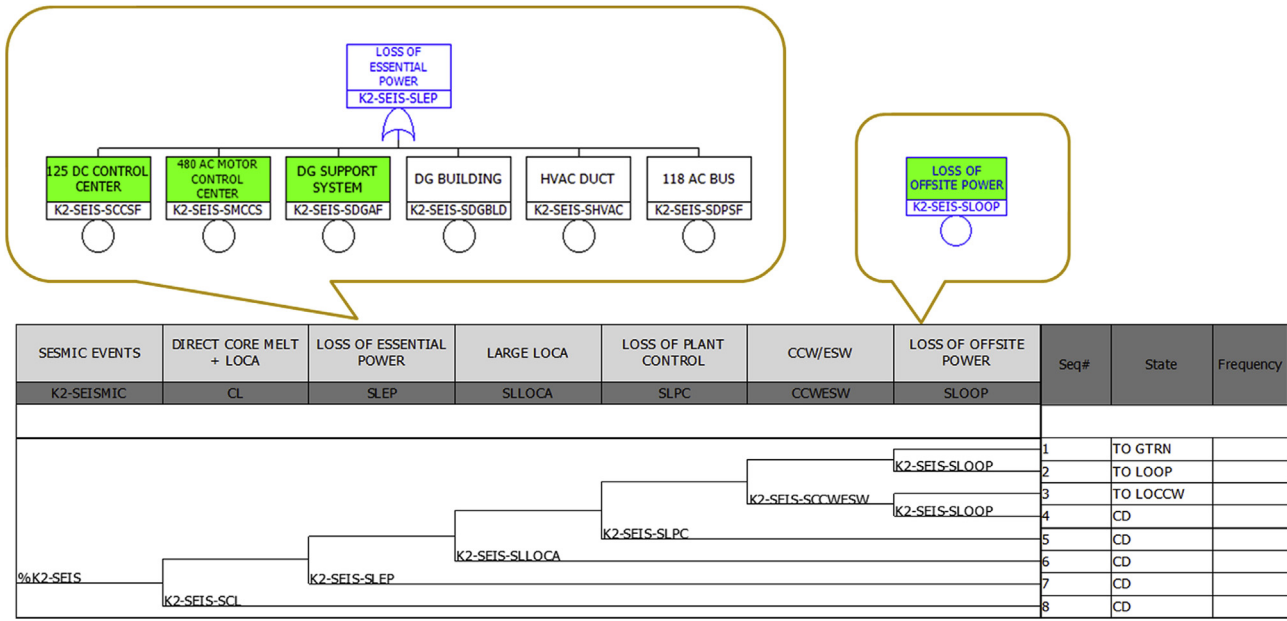 LOSS OF
ESSENTIAL
POWER
K2-SEIS-SLEP
125 DC CONTROL
CENTER
K2-SEIS-SCCSF
480 AC MOTOR
CONTROL
CENTER
K2-SEIS-SMCCS
DG SUPPORT
SYSTEM
K2-SEIS-SDGAF
DG BUILDING
K2-SEIS-SDGBLD
HVAC DUCT
K2-SEIS-SHVAC
118 AC BUS
K2-SEIS-SDPSF
LOSS OF
OFFSITE POWER
K2-SEIS-SLOOP
SESMIC EVENTS
DIRECT CORE MELT
+ LOCA
LOSS OF ESSENTIAL
POWER
LARGE LOCA
LOSS OF PLANT
CONTROL
CCW/ESW
LOSS OF OFFSITE
POWER
Seq#
State
Frequency
K2-SEISMIC
CL
SLEP
SLLOCA
SLPC
CCWESW
SLOOP
1 TO GTRN
K2-SEIS-SLOOP
2 TO LOOP
K2-SEIS-SCCWESW
3 TO LOCCW
K2-SEIS-SLOOP
4 CD
K2-SEIS-SLPC
5 CD
K2-SEIS-SLLOCA
6 CD
%K2-SEIS
K2-SEIS-SLEP
7 CD
K2-SEIS-SCL
8 CD